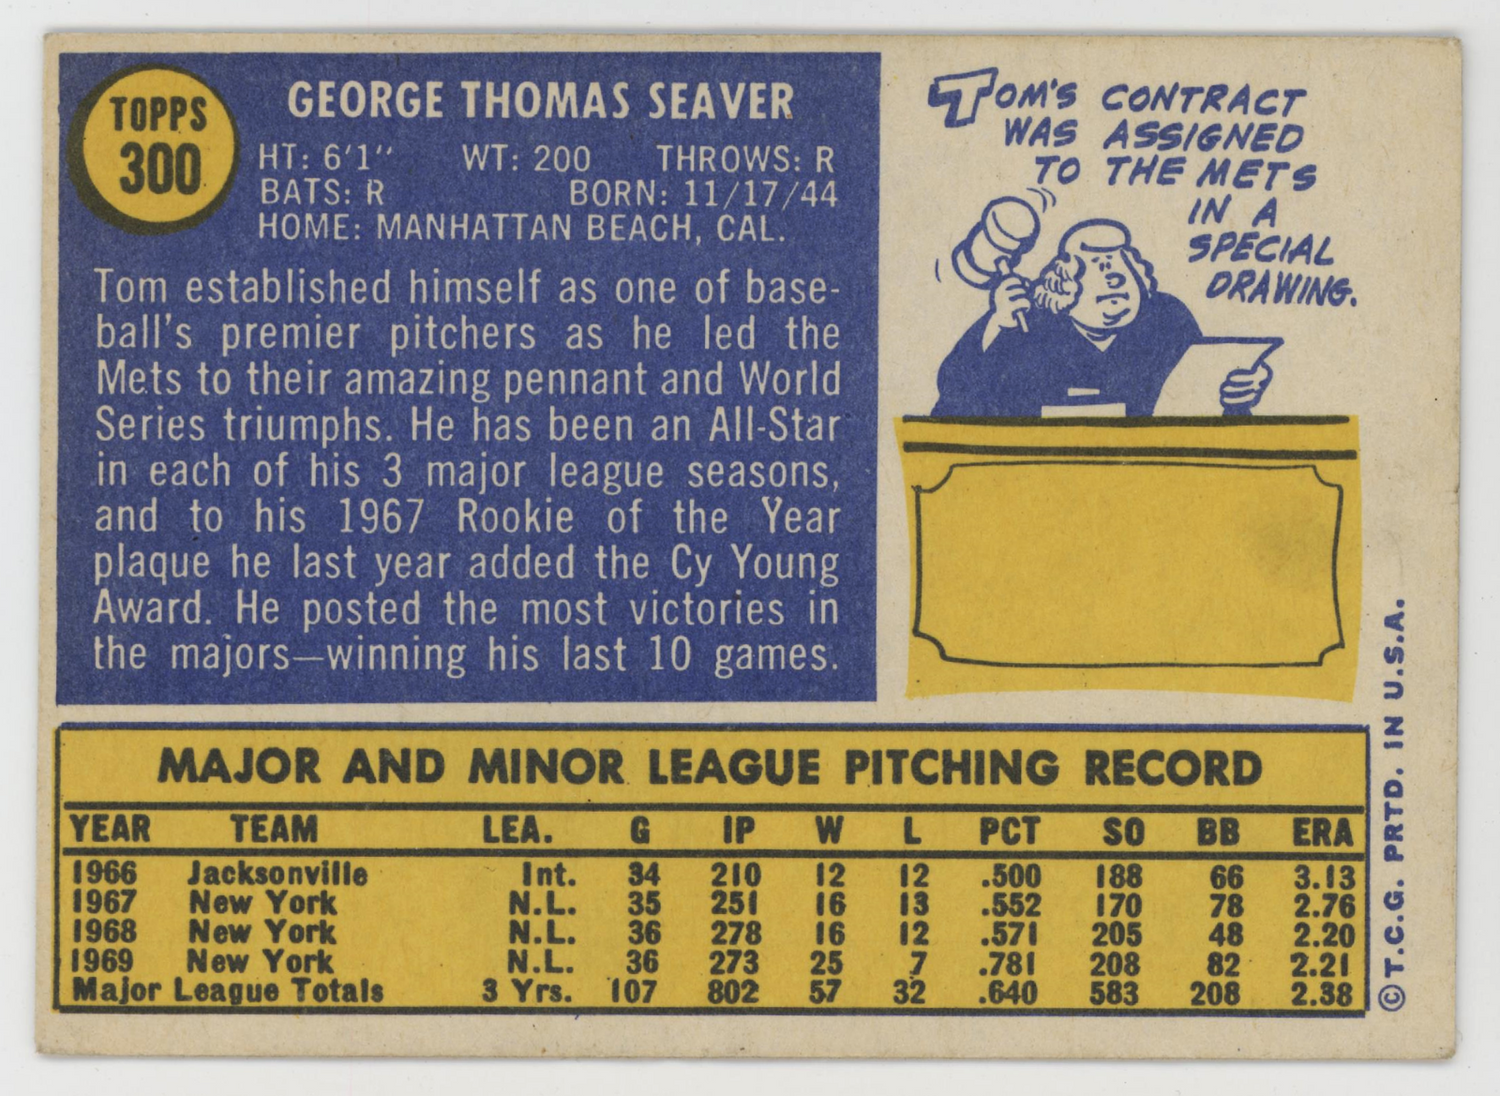 TOPPS
300
GEORGE THOMAS SEAVER
HT: 6'1" WT: 200 THROWS: R
BATS: R BORN: 11/17/44
HOME: MANHATTAN BEACH, CAL.
Tom established himself as one of base-
ball's premier pitchers as he led the
Mets to their amazing pennant and World
Series triumphs. He has been an All-Star
in each of his 3 major league seasons,
and to his 1967 Rookie of the Year
plaque he last year added the Cy Young
Award. He posted the most victories in
the majors—winning his last 10 games.
TOM'S CONTRACT
WAS ASSIGNED
TO THE METS
IN A
SPECIAL
DRAWING.
MAJOR AND MINOR LEAGUE PITCHING RECORD
YEAR TEAM LEA. G IP W L PCT SO BB ERA
1966 Jacksonville Int. 34 210 12 12 .500 188 66 3.13
1967 New York N.L. 35 251 16 13 .552 170 78 2.76
1968 New York N.L. 36 278 16 12 .571 205 48 2.20
1969 New York N.L. 36 273 25 7 .781 208 82 2.21
Major League Totals 3 Yrs. 107 802 57 32 .640 583 208 2.38
© T.C.G. PRTD. IN U.S.A.